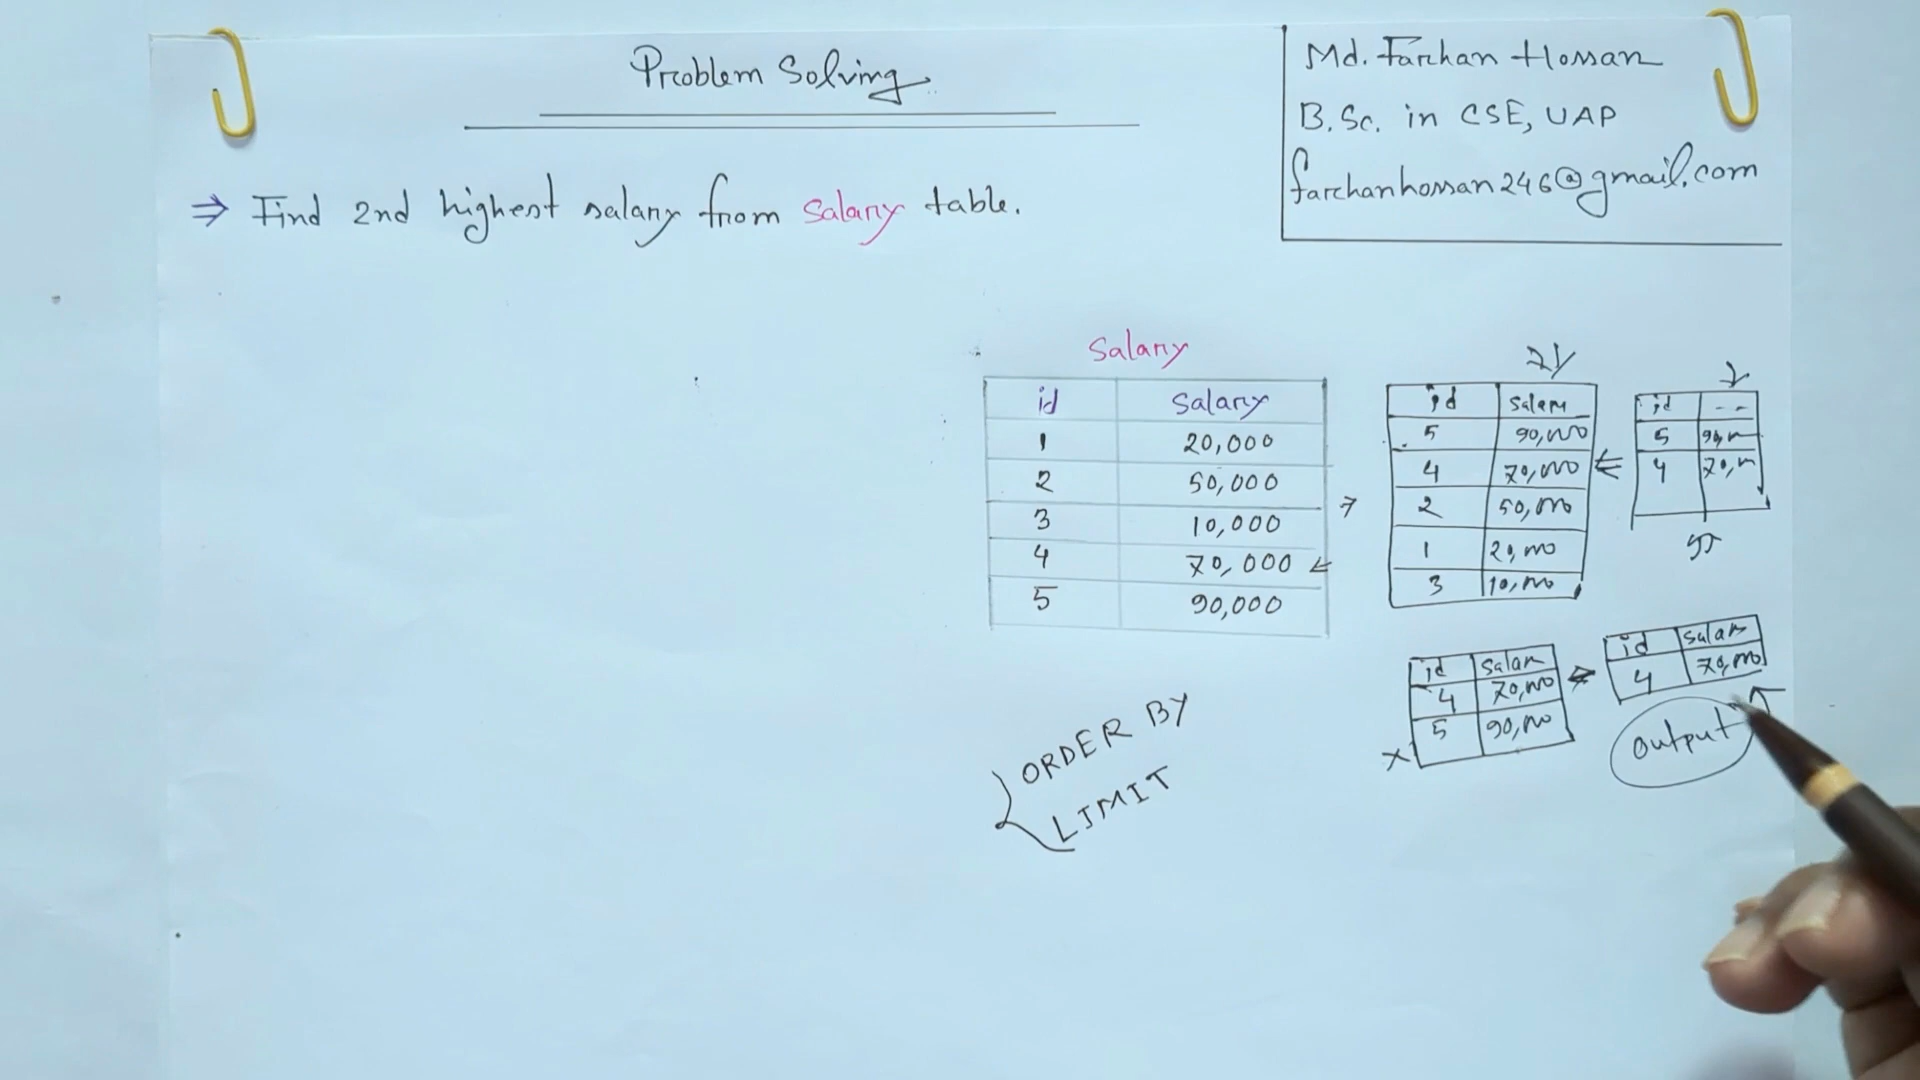 Problem Solving
Md. Farhan Hossan
B.Sc. in CSE, UAP
farhanhossan246@gmail.com
⇒ Find 2nd highest salary from Salary table.
Salary
id Salary
1 20,000
2 50,000
3 10,000
4 70,000
5 90,000
id Salary
5 90,000
4 70,000
2 50,000
1 20,000
3 10,000
id --
5
4
id Salary
4 70,000
5 90,000
id Salary
4 70,000
Output
ORDER BY
LIMIT